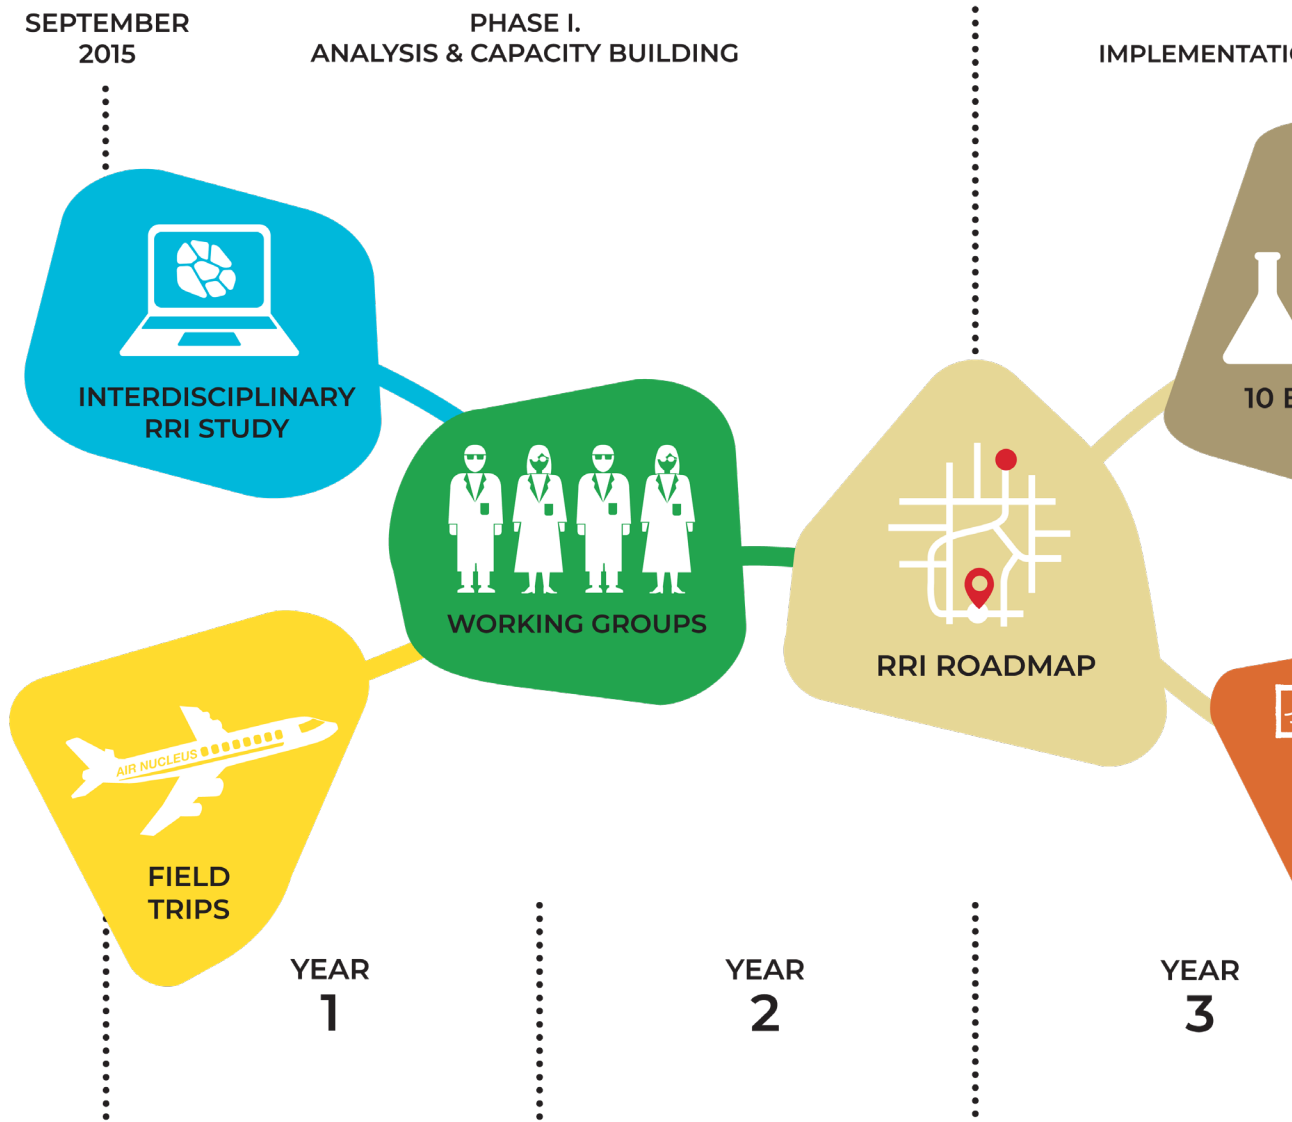 SEPTEMBER
2015
PHASE I.
ANALYSIS & CAPACITY BUILDING
INTERDISCIPLINARY
RRI STUDY
WORKING GROUPS
RRI ROADMAP
10
AIR NUCLEUS
FIELD
TRIPS
YEAR
1
YEAR
2
YEAR
3